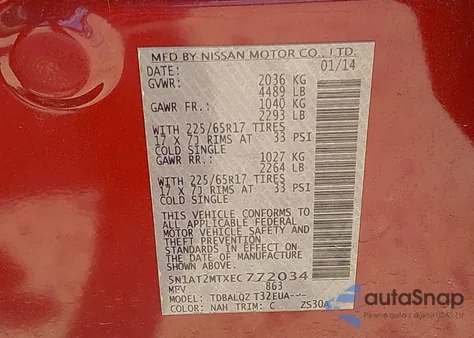 MFD BY NISSAN MOTOR CO., LTD.
DATE: 01/14
GVWR: 2036 KG
4489 LB
GAWR FR.: 1040 KG
2293 LB
WITH 225/65R17 TIRES
17 X 7J RIMS AT 33 PSI
COLD SINGLE
GAWR RR.: 1027 KG
2264 LB
WITH 225/65R17 TIRES
17 X 7J RIMS AT 33 PSI
COLD SINGLE
THIS VEHICLE CONFORMS TO
ALL APPLICABLE FEDERAL
MOTOR VEHICLE SAFETY AND
THEFT PREVENTION
STANDARDS IN EFFECT ON
THE DATE OF MANUFACTURE
SHOWN ABOVE.
5N1AT2MTXEC772034
MPV 863
MODEL: TDBALQZ T32EUA---
COLOR: NAH TRIM: C ZS30A
autoSnap